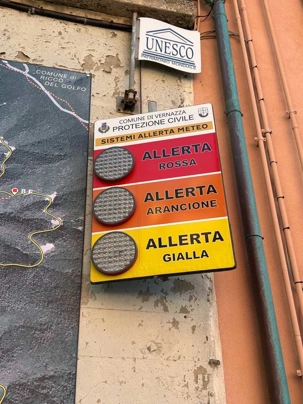 COMUNE DI
RICCO'
DEL GOLFO
UNESCO
COMUNE DI VERNAZZA
PROTEZIONE CIVILE
SISTEMI ALLERTA METEO
ALLERTA
ROSSA
ALLERTA
ARANCIONE
ALLERTA
GIALLA